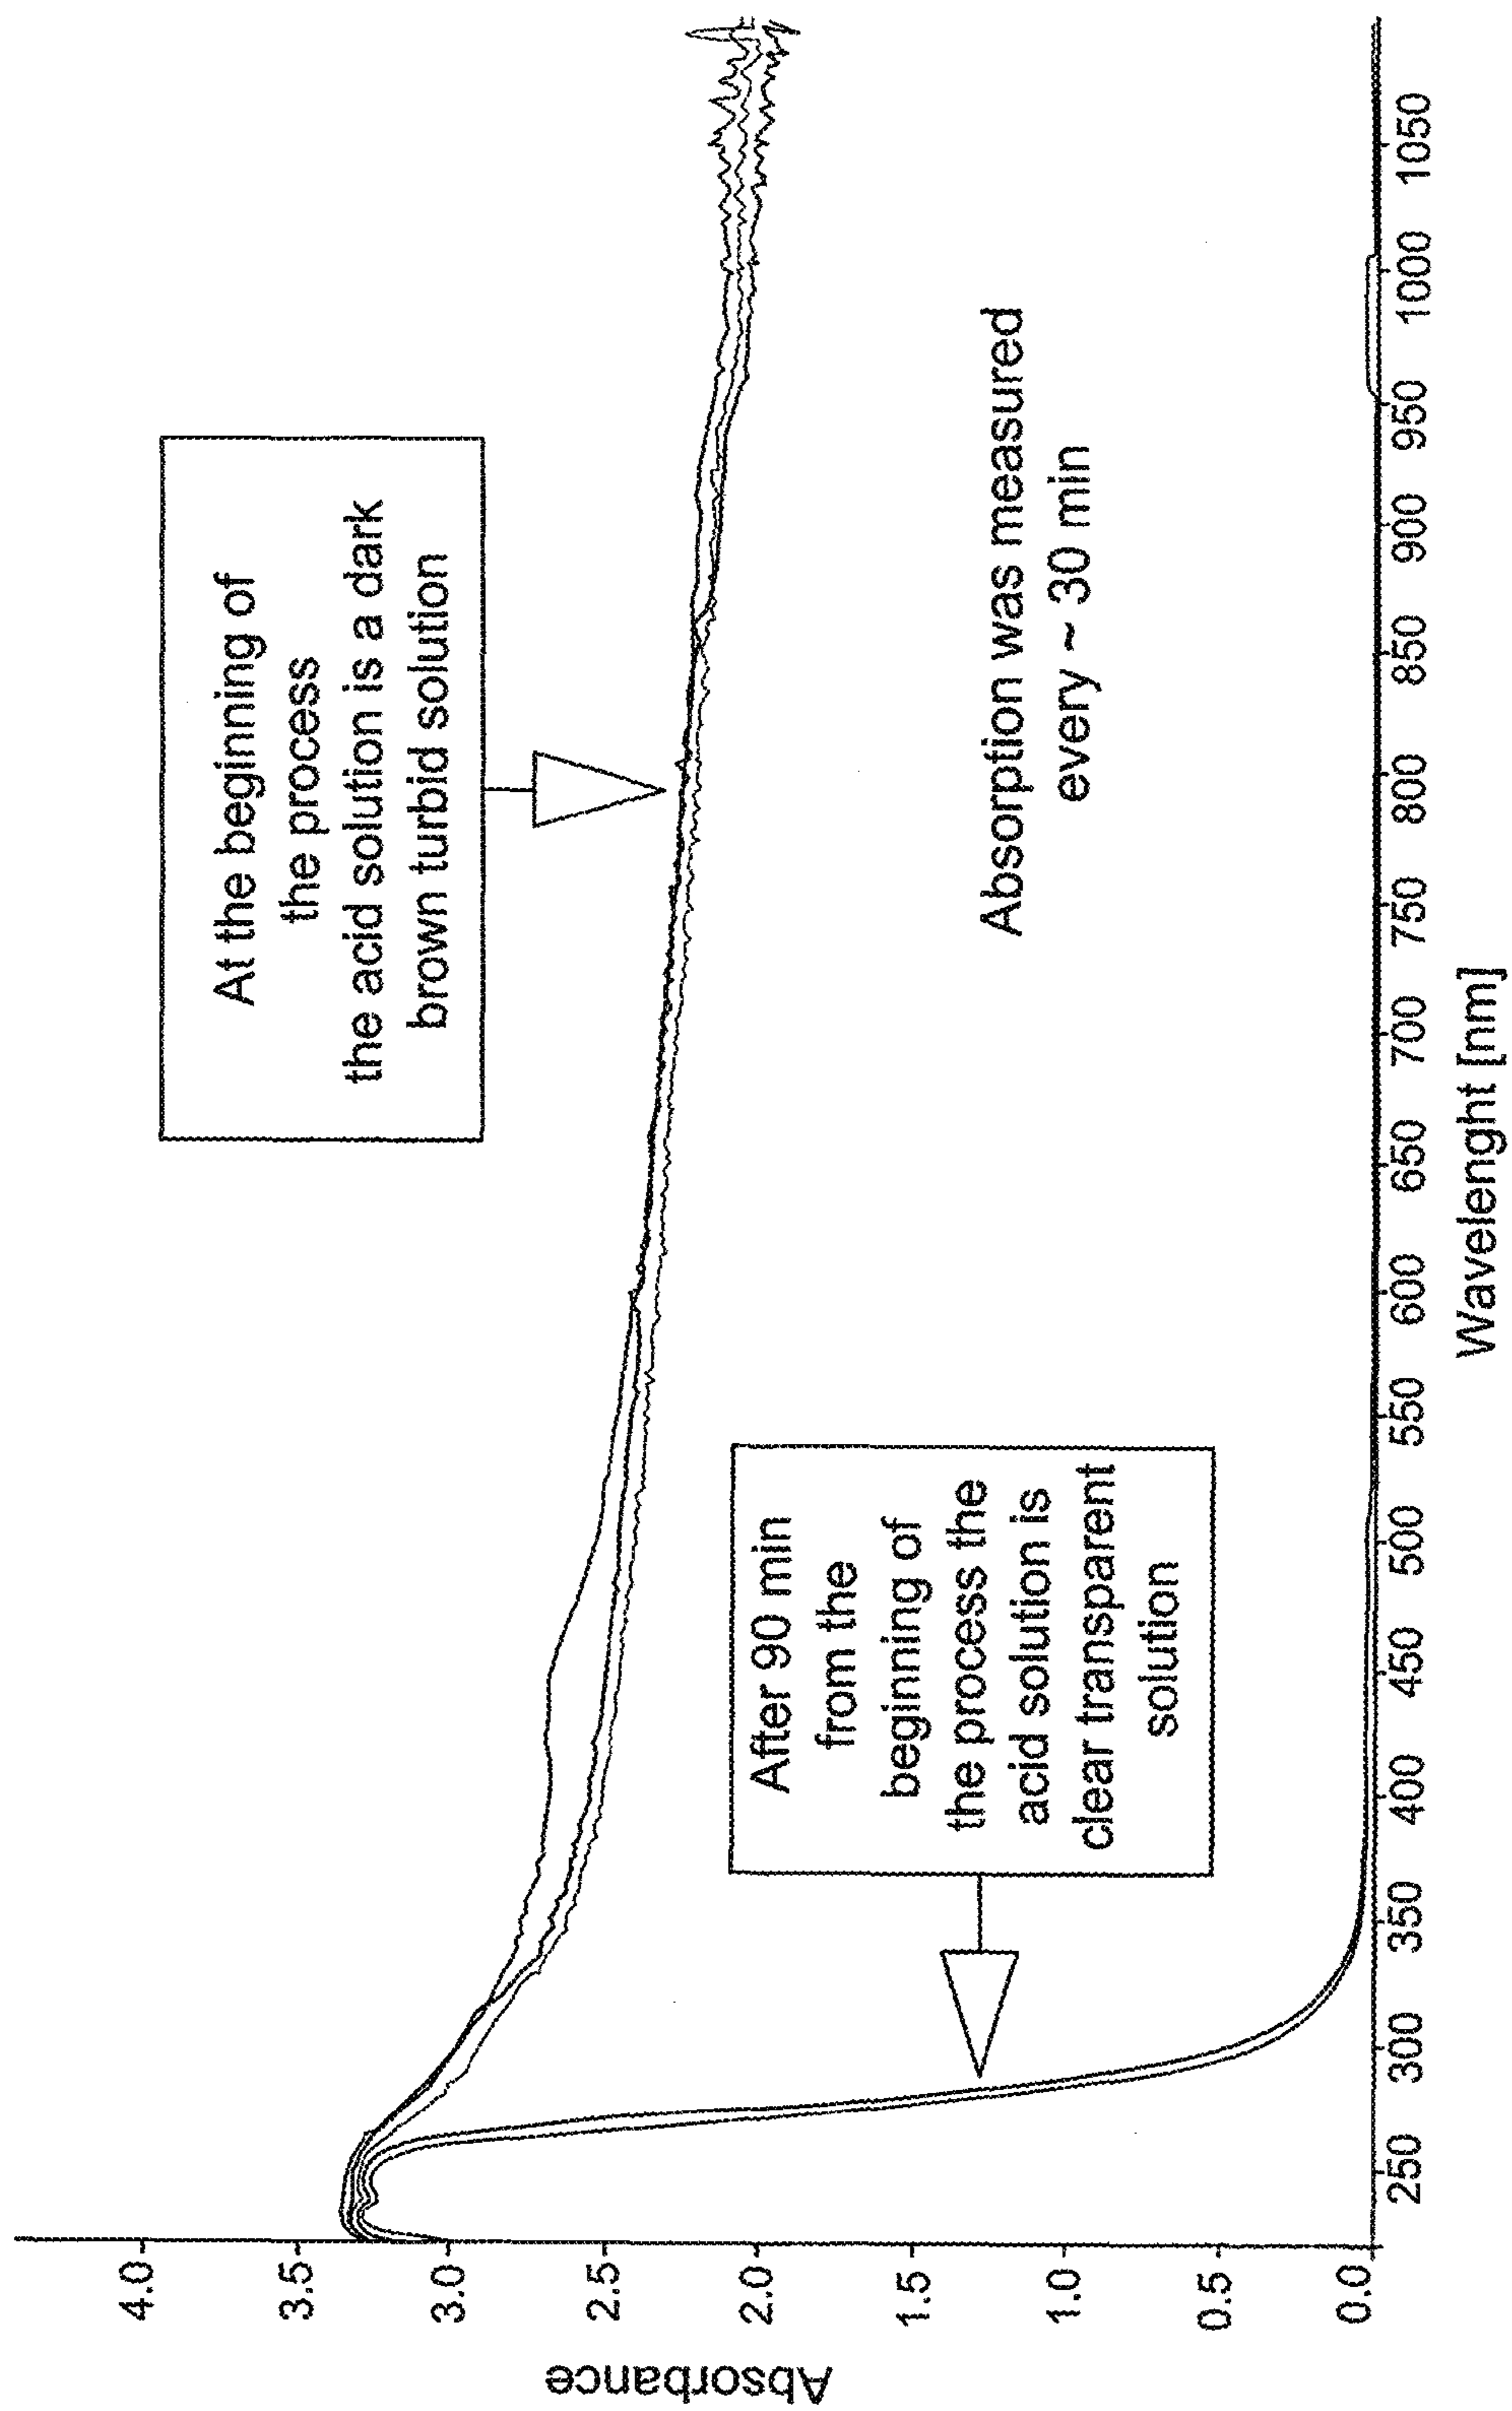 4.0
3.5
3.0
2.5
2.0
1.5
1.0
0.5
0.0
Absorbance
At the beginning of
the process
the acid solution is a dark
brown turbid solution
After 90 min
from the
beginning of
the process the
acid solution is
clear transparent
solution
Absorption was measured
every ~ 30 min
250 300 350 400 450 500 550 600 650 700 750 800 850 900 950 1000 1050
Wavelenght [nm]